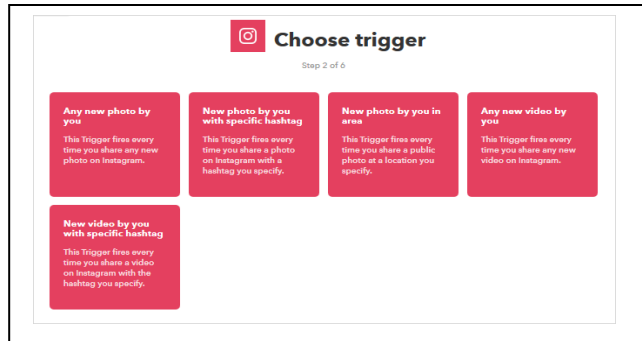 Choose trigger
Step 2 of 6
Any new photo by
you
This Trigger fires every
time you share any new
photo on Instagram.
New photo by you
with specific hashtag
This Trigger fires every
time you share a photo
on Instagram with a
hashtag you specify.
New photo by you in
area
This Trigger fires every
time you share a public
photo at a location you
specify.
Any new video by
you
This Trigger fires every
time you share any new
video on Instagram.
New video by you
with specific hashtag
This Trigger fires every
time you share a video
on Instagram with the
hashtag you specify.